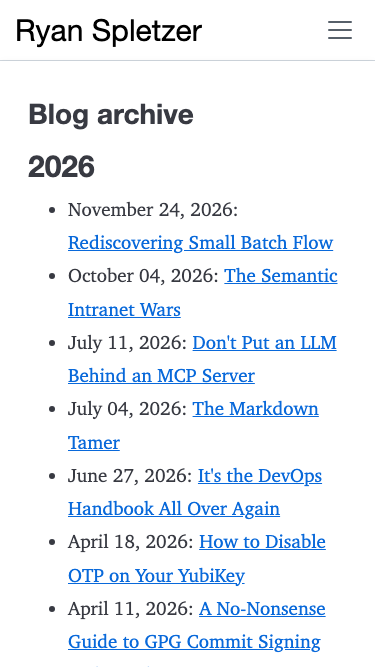 Ryan Spletzer
Blog archive
2026
November 24, 2026:
Rediscovering Small Batch Flow
October 04, 2026: The Semantic
Intranet Wars
July 11, 2026: Don't Put an LLM
Behind an MCP Server
July 04, 2026: The Markdown
Tamer
June 27, 2026: It's the DevOps
Handbook All Over Again
April 18, 2026: How to Disable
OTP on Your YubiKey
April 11, 2026: A No-Nonsense
Guide to GPG Commit Signing